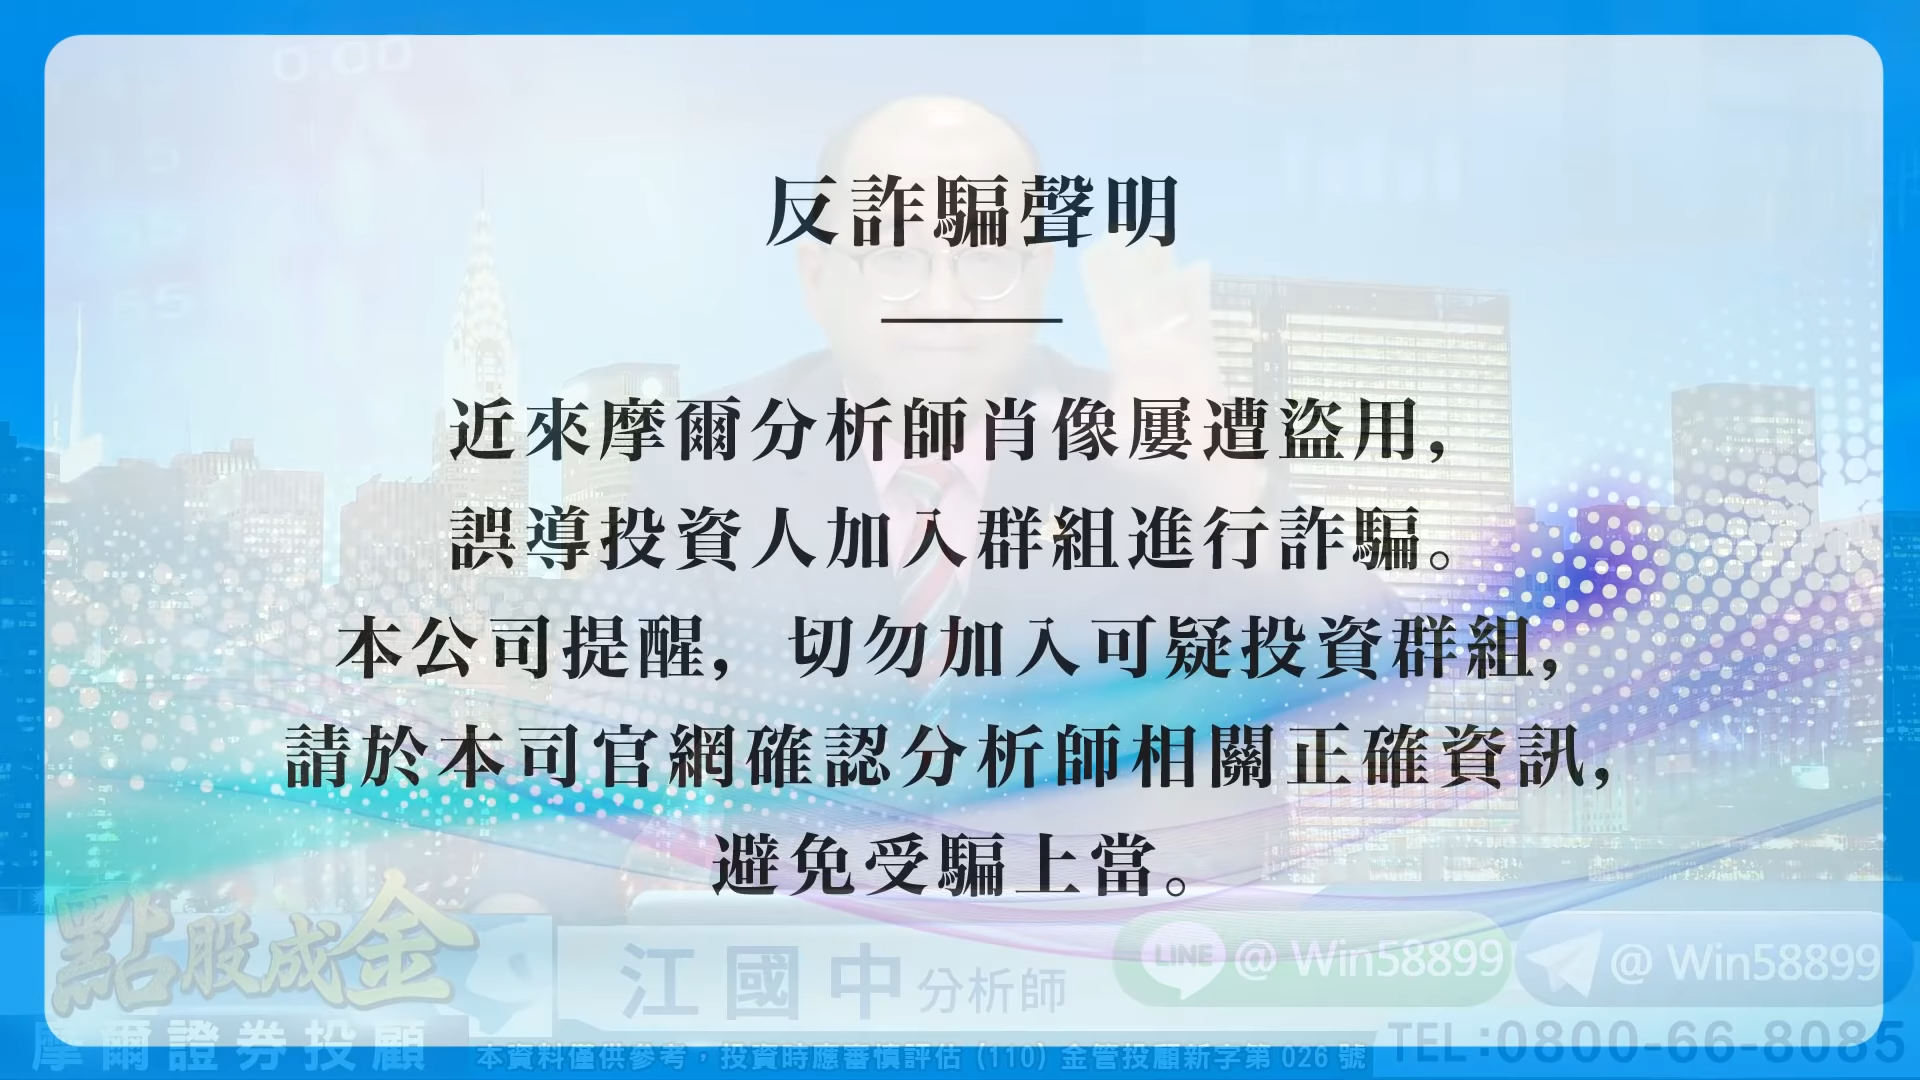 0.00
反詐騙聲明
近來摩爾分析師肖像屢遭盜用,
誤導投資人加入群組進行詐騙。
本公司提醒, 切勿加入可疑投資群組,
請於本司官網確認分析師相關正確資訊,
避免受騙上當。
點股成金
江國中 分析師
LINE @ Win58899
@ Win58899
摩爾證券投顧
本資料僅供參考,投資時應審慎評估 (110) 金管投顧新字第 026 號
TEL:0800-66-8085